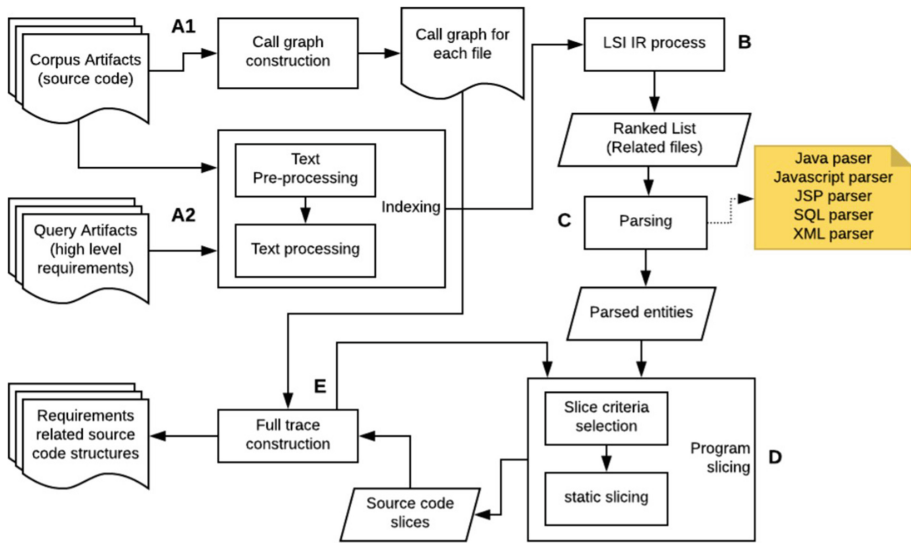 A1
Corpus Artifacts
(source code)
Call graph
construction
Call graph for
each file
LSI IR process
B
Ranked List
(Related files)
Text
Pre-processing
Indexing
Text processing
A2
Query Artifacts
(high level
requirements)
C
Parsing
Java paser
Javascript parser
JSP parser
SQL parser
XML parser
Parsed entities
E
Requirements
related source
code structures
Full trace
construction
Slice criteria
selection
Program
slicing
D
static slicing
Source code
slices